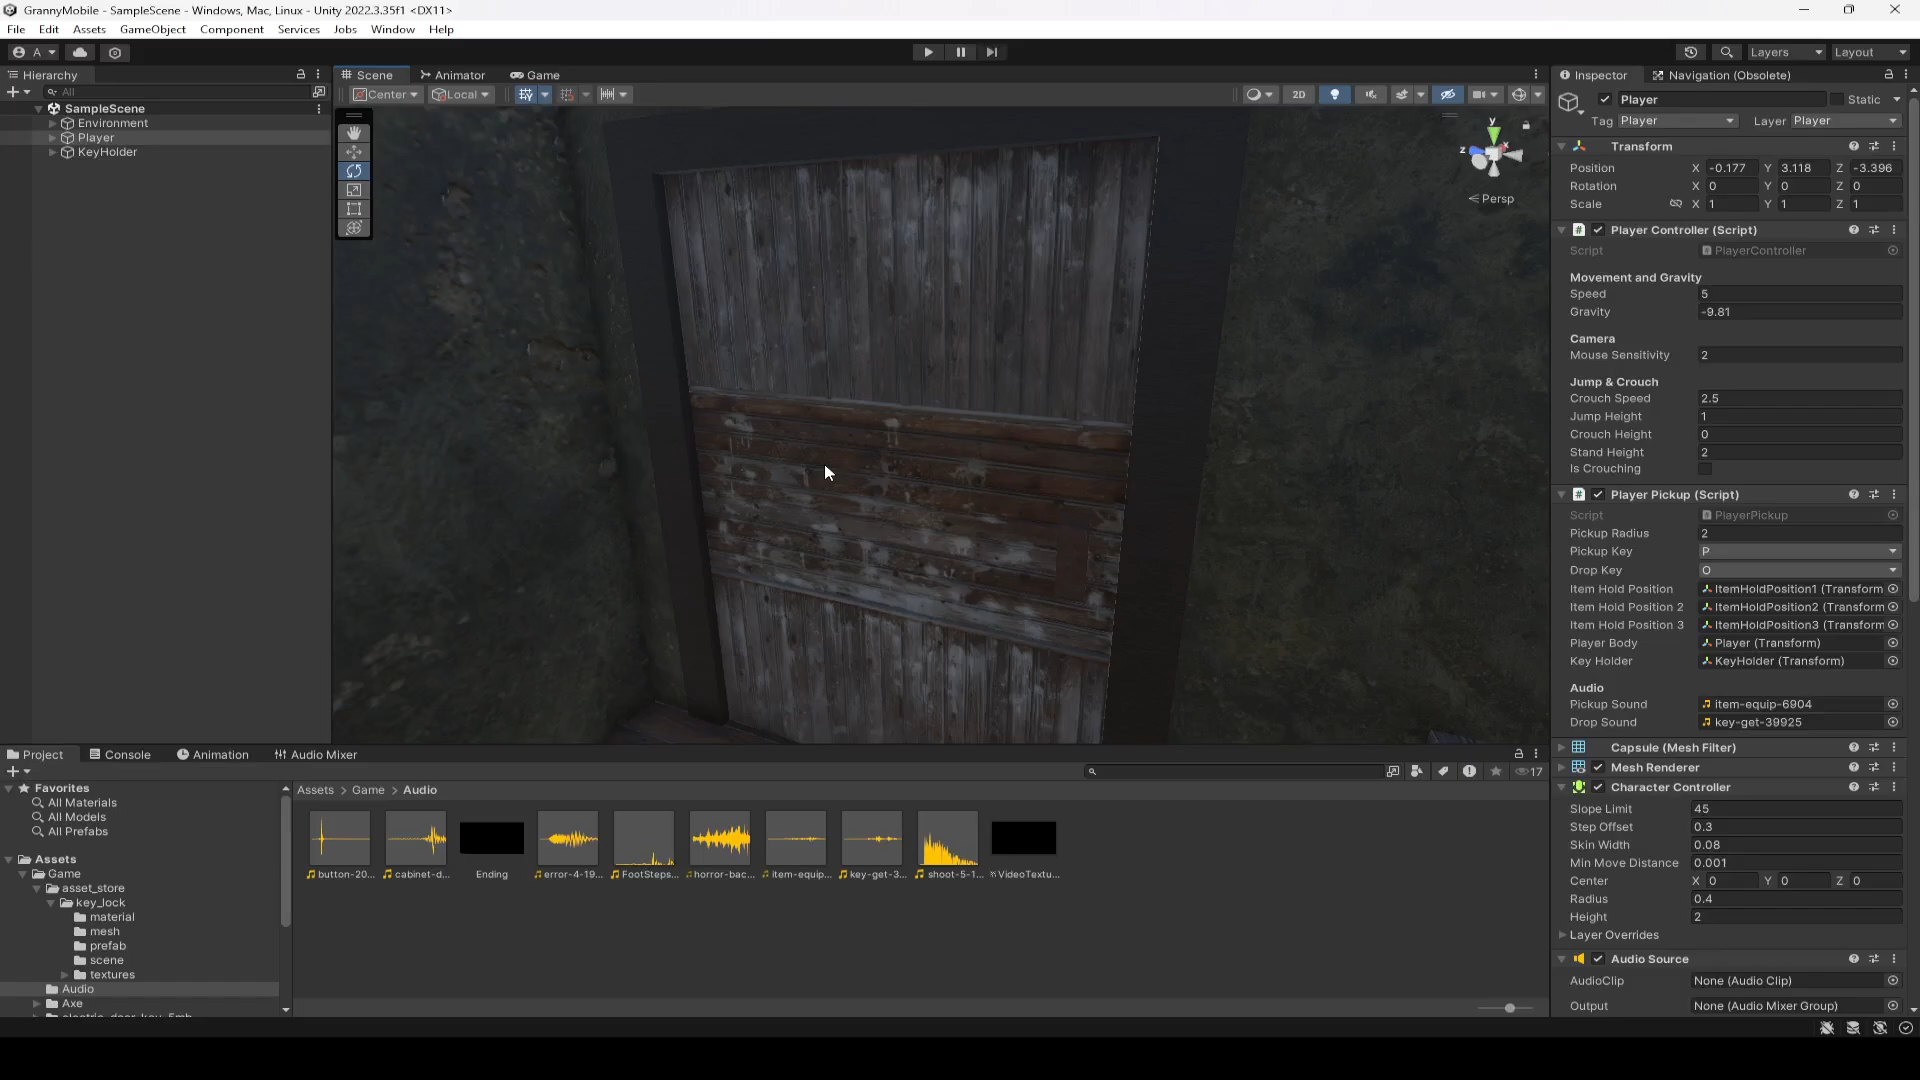 GrannyMobile - SampleScene - Windows, Mac, Linux - Unity 2022.3.35f1 <DX11>
File Edit Assets GameObject Component Services Jobs Window Help
A Layers Layout
Hierarchy
All
SampleScene
Environment
Player
KeyHolder
Scene Animator Game
Center Local 2D
y
z x
Persp
Inspector Navigation (Obsolete)
Player Static
Tag Player Layer Player
Transform
Position X -0.177 Y 3.118 Z -3.396
Rotation X 0 Y 0 Z 0
Scale X 1 Y 1 Z 1
Player Controller (Script)
Script PlayerController
Movement and Gravity
Speed 5
Gravity -9.81
Camera
Mouse Sensitivity 2
Jump & Crouch
Crouch Speed 2.5
Jump Height 1
Crouch Height 0
Stand Height 2
Is Crouching
Player Pickup (Script)
Script PlayerPickup
Pickup Radius 2
Pickup Key P
Drop Key O
Item Hold Position ItemHoldPosition1 (Transform
Item Hold Position 2 ItemHoldPosition2 (Transform
Item Hold Position 3 ItemHoldPosition3 (Transform
Player Body Player (Transform)
Key Holder KeyHolder (Transform)
Audio
Pickup Sound item-equip-6904
Drop Sound key-get-39925
Capsule (Mesh Filter)
Mesh Renderer
Character Controller
Slope Limit 45
Step Offset 0.3
Skin Width 0.08
Min Move Distance 0.001
Center X 0 Y 0 Z 0
Radius 0.4
Height 2
Layer Overrides
Audio Source
AudioClip None (Audio Clip)
Output None (Audio Mixer Group)
Project Console Animation Audio Mixer
17
Favorites
All Materials
All Models
All Prefabs
Assets
Game
asset_store
key_lock
material
mesh
prefab
scene
textures
Audio
Axe
Assets > Game > Audio
button-20... cabinet-d... Ending error-4-19... FootSteps... horror-bac... item-equip... key-get-3... shoot-5-1... VideoTextu...